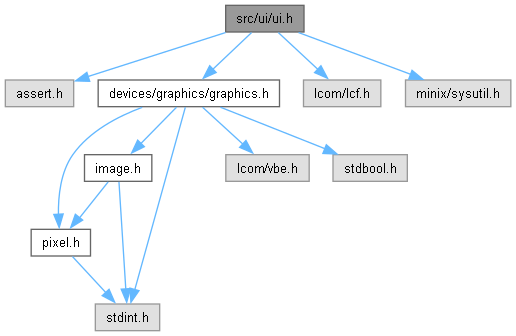 src/ui/ui.h
assert.h
devices/graphics/graphics.h
lcom/lcf.h
minix/sysutil.h
image.h
lcom/vbe.h
stdbool.h
pixel.h
stdint.h